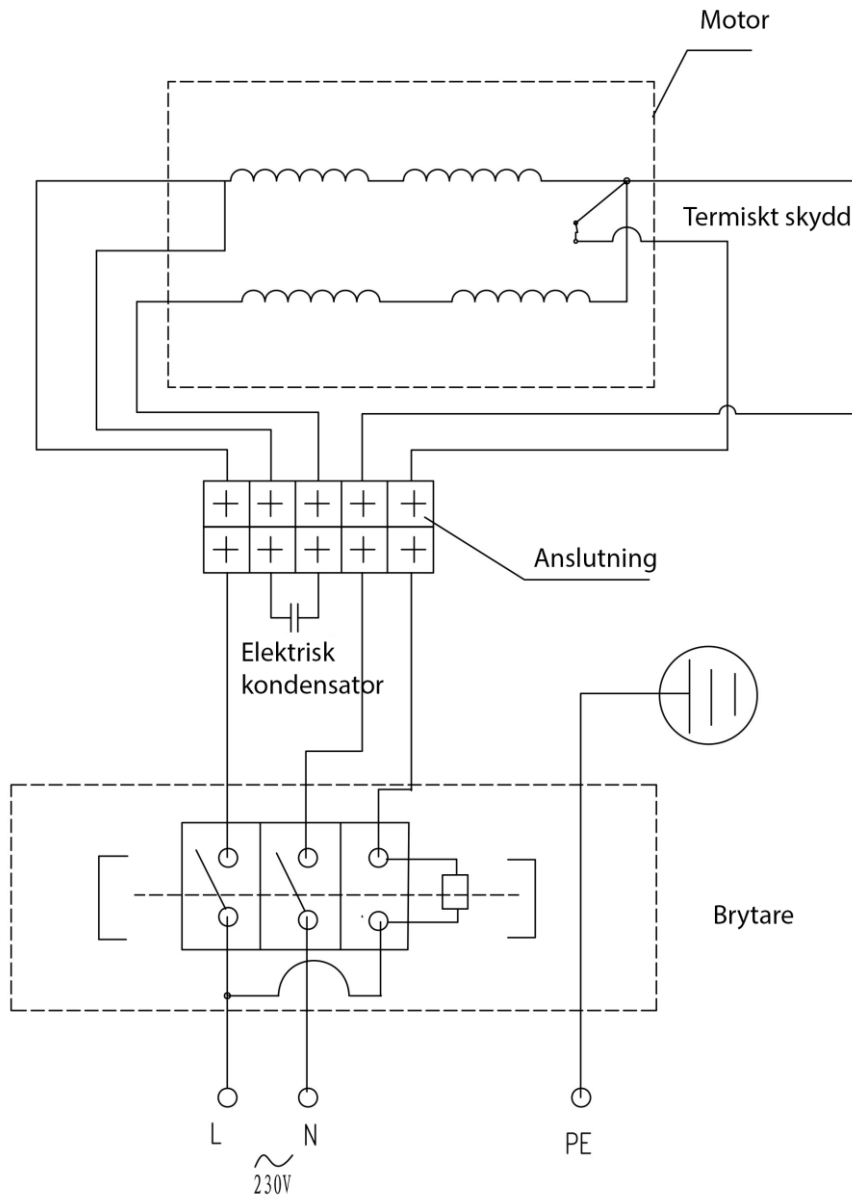 Motor
Termiskt skydd
Anslutning
Elektrisk
kondensator
Brytare
L
N
PE
230V